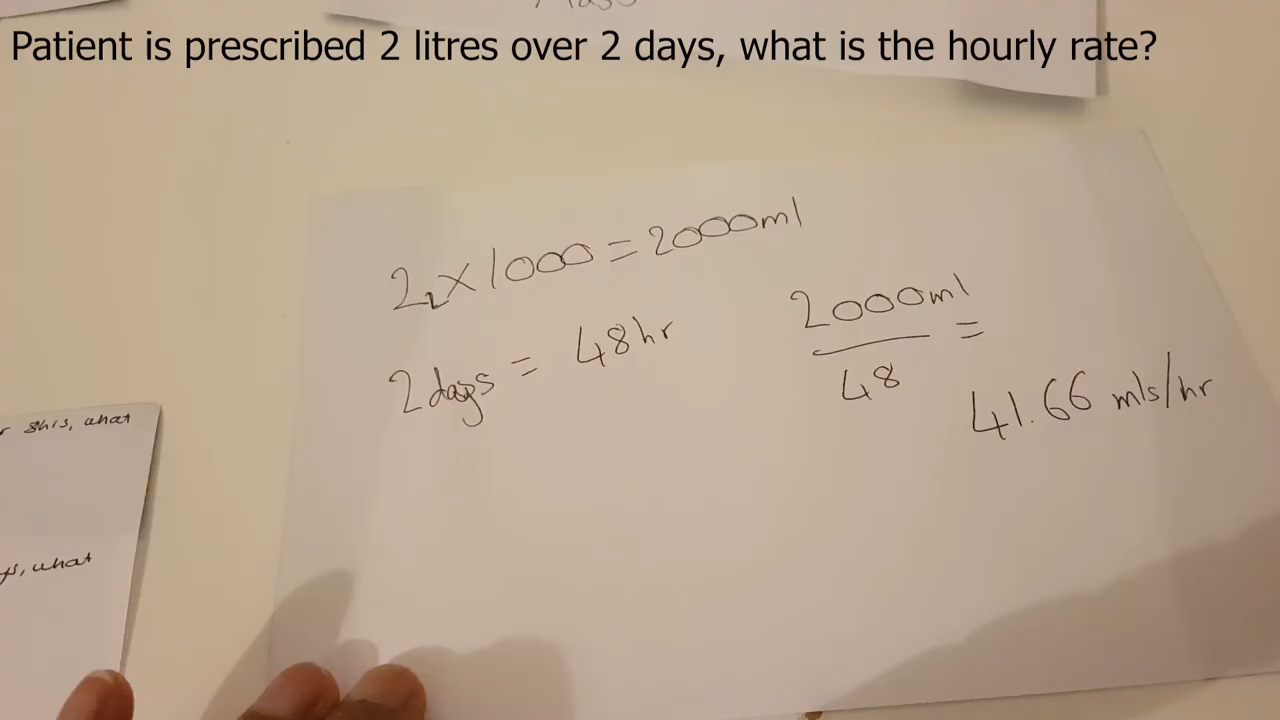 Patient is prescribed 2 litres over 2 days, what is the hourly rate?
2L × 1000 = 2000ml
2 days = 48hr
2000ml
48
=
41.66 mls/hr
this, what
what